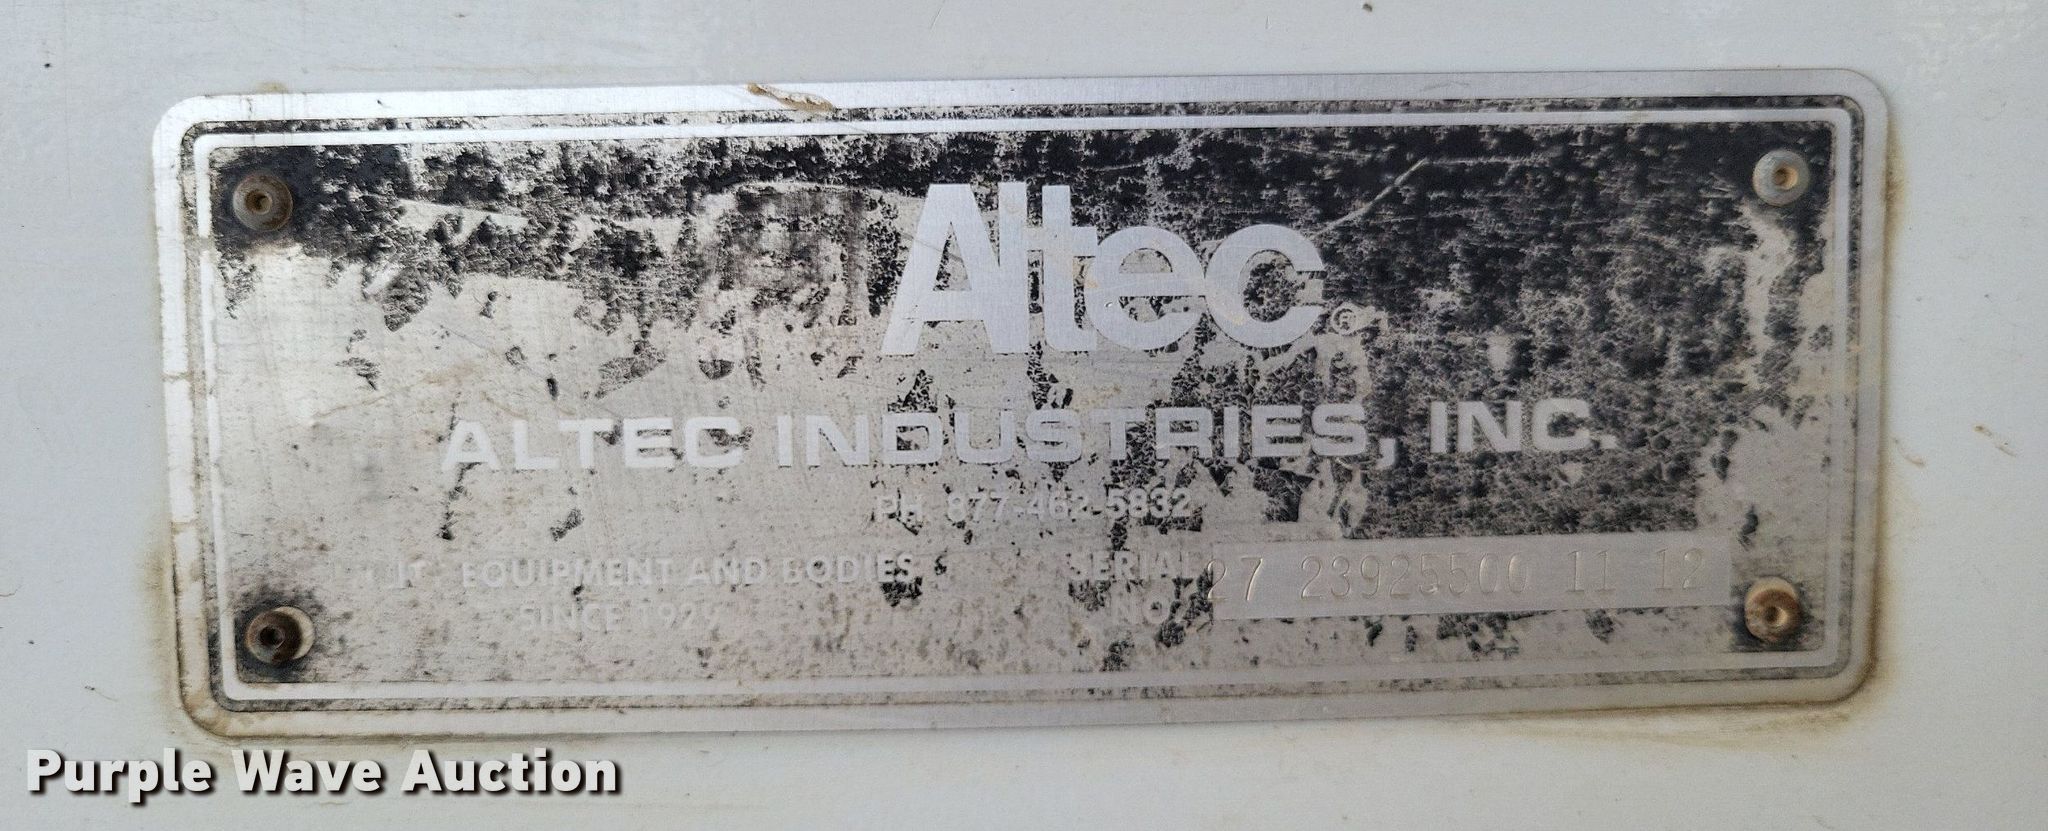 Altec®
ALTEC INDUSTRIES, INC.
PH 877-462-5832
EQUIPMENT AND BODIES
SINCE 1929
SERIAL NO. 27 23925500 11 12
Purple Wave Auction